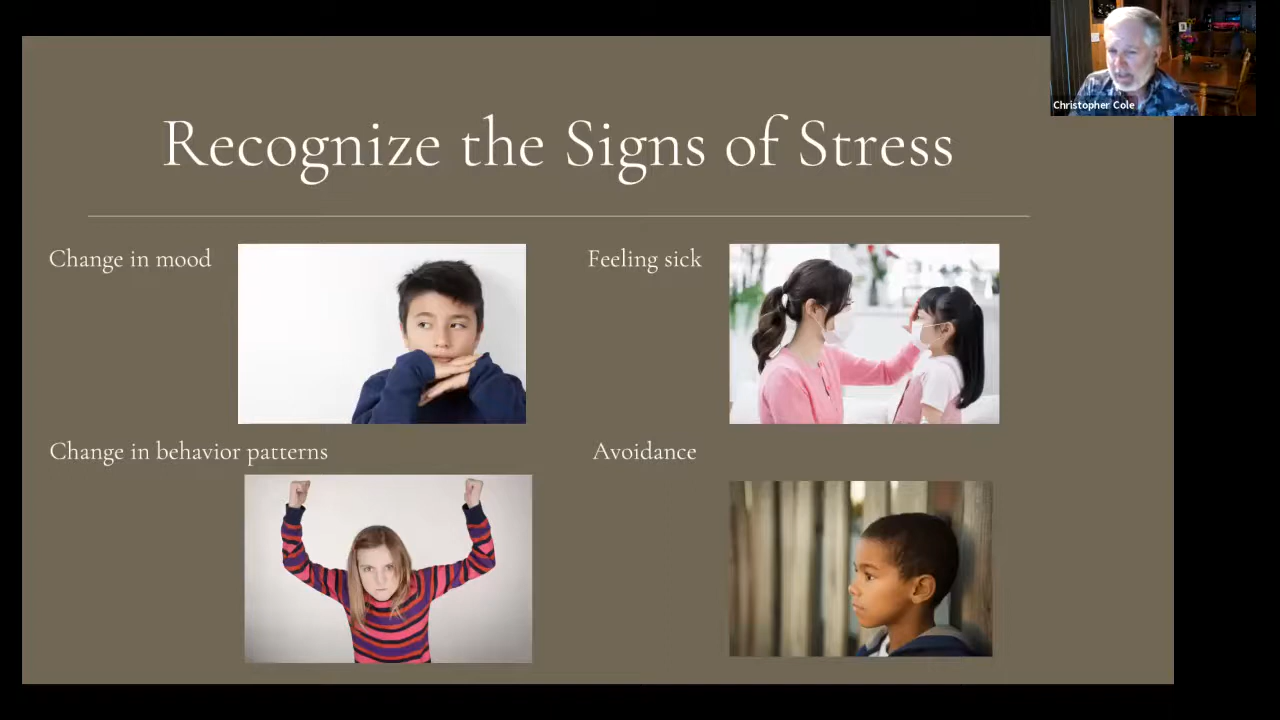 Recognize the Signs of Stress
Christopher Cole
Change in mood
Feeling sick
Change in behavior patterns
Avoidance